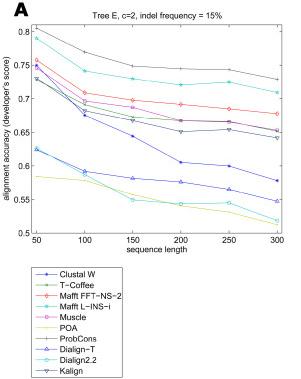 A
Tree E, c=2, indel frequency = 15%
alignment accuracy (developer's score)
0.8
0.75
0.7
0.65
0.6
0.55
0.5
50 100 150 200 250 300
sequence length
Clustal W
T-Coffee
Mafft FFT-NS-2
Mafft L-INS-i
Muscle
POA
ProbCons
Dialign-T
Dialign2.2
Kalign